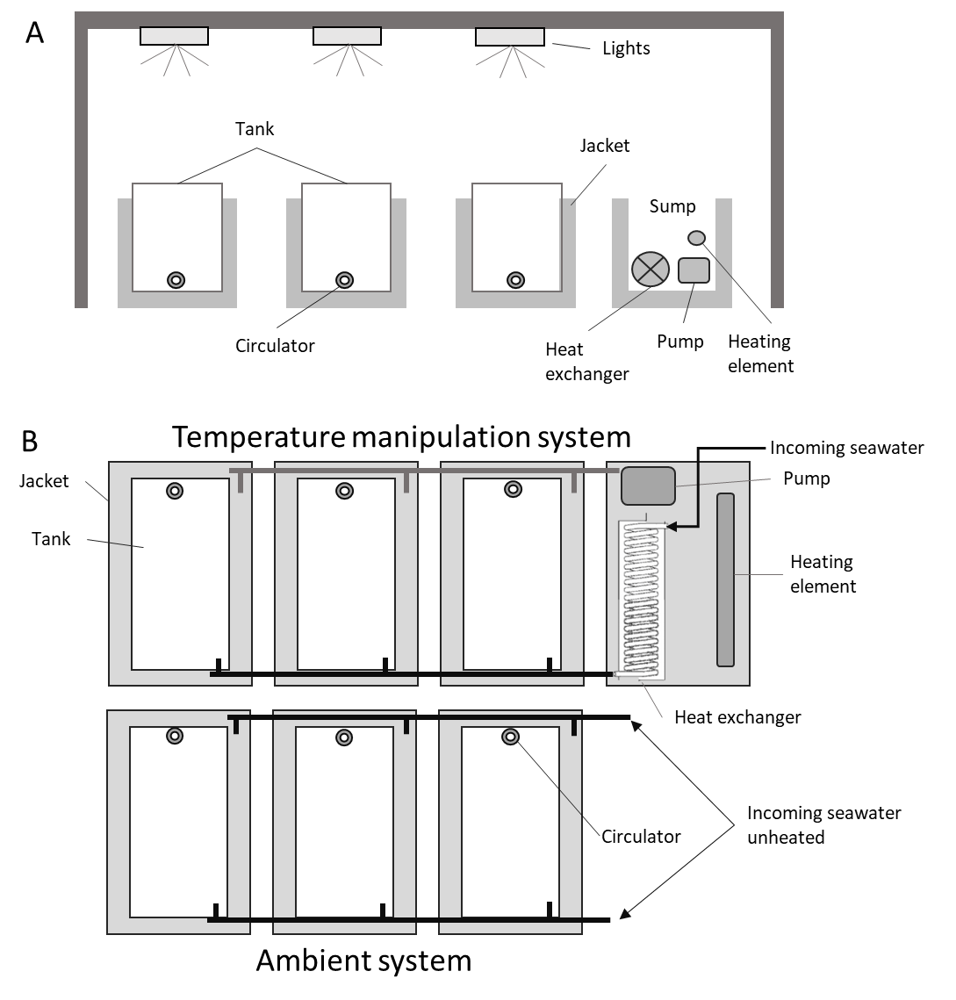 A
Lights
Tank
Jacket
Sump
Circulator
Heat
exchanger
Pump
Heating
element
B
Temperature manipulation system
Incoming seawater
Jacket
Pump
Tank
Heating
element
Heat exchanger
Incoming seawater
unheated
Circulator
Ambient system